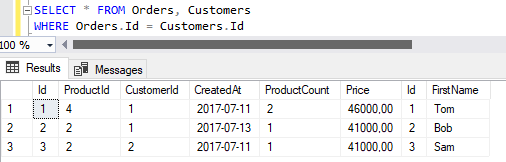 SELECT * FROM Orders, Customers
WHERE Orders.Id = Customers.Id
100 %
Results Messages
Id ProductId CustomerId CreatedAt ProductCount Price Id FirstName
1 1 4 1 2017-07-11 2 46000,00 1 Tom
2 2 2 1 2017-07-13 1 41000,00 2 Bob
3 3 2 2 2017-07-11 1 41000,00 3 Sam